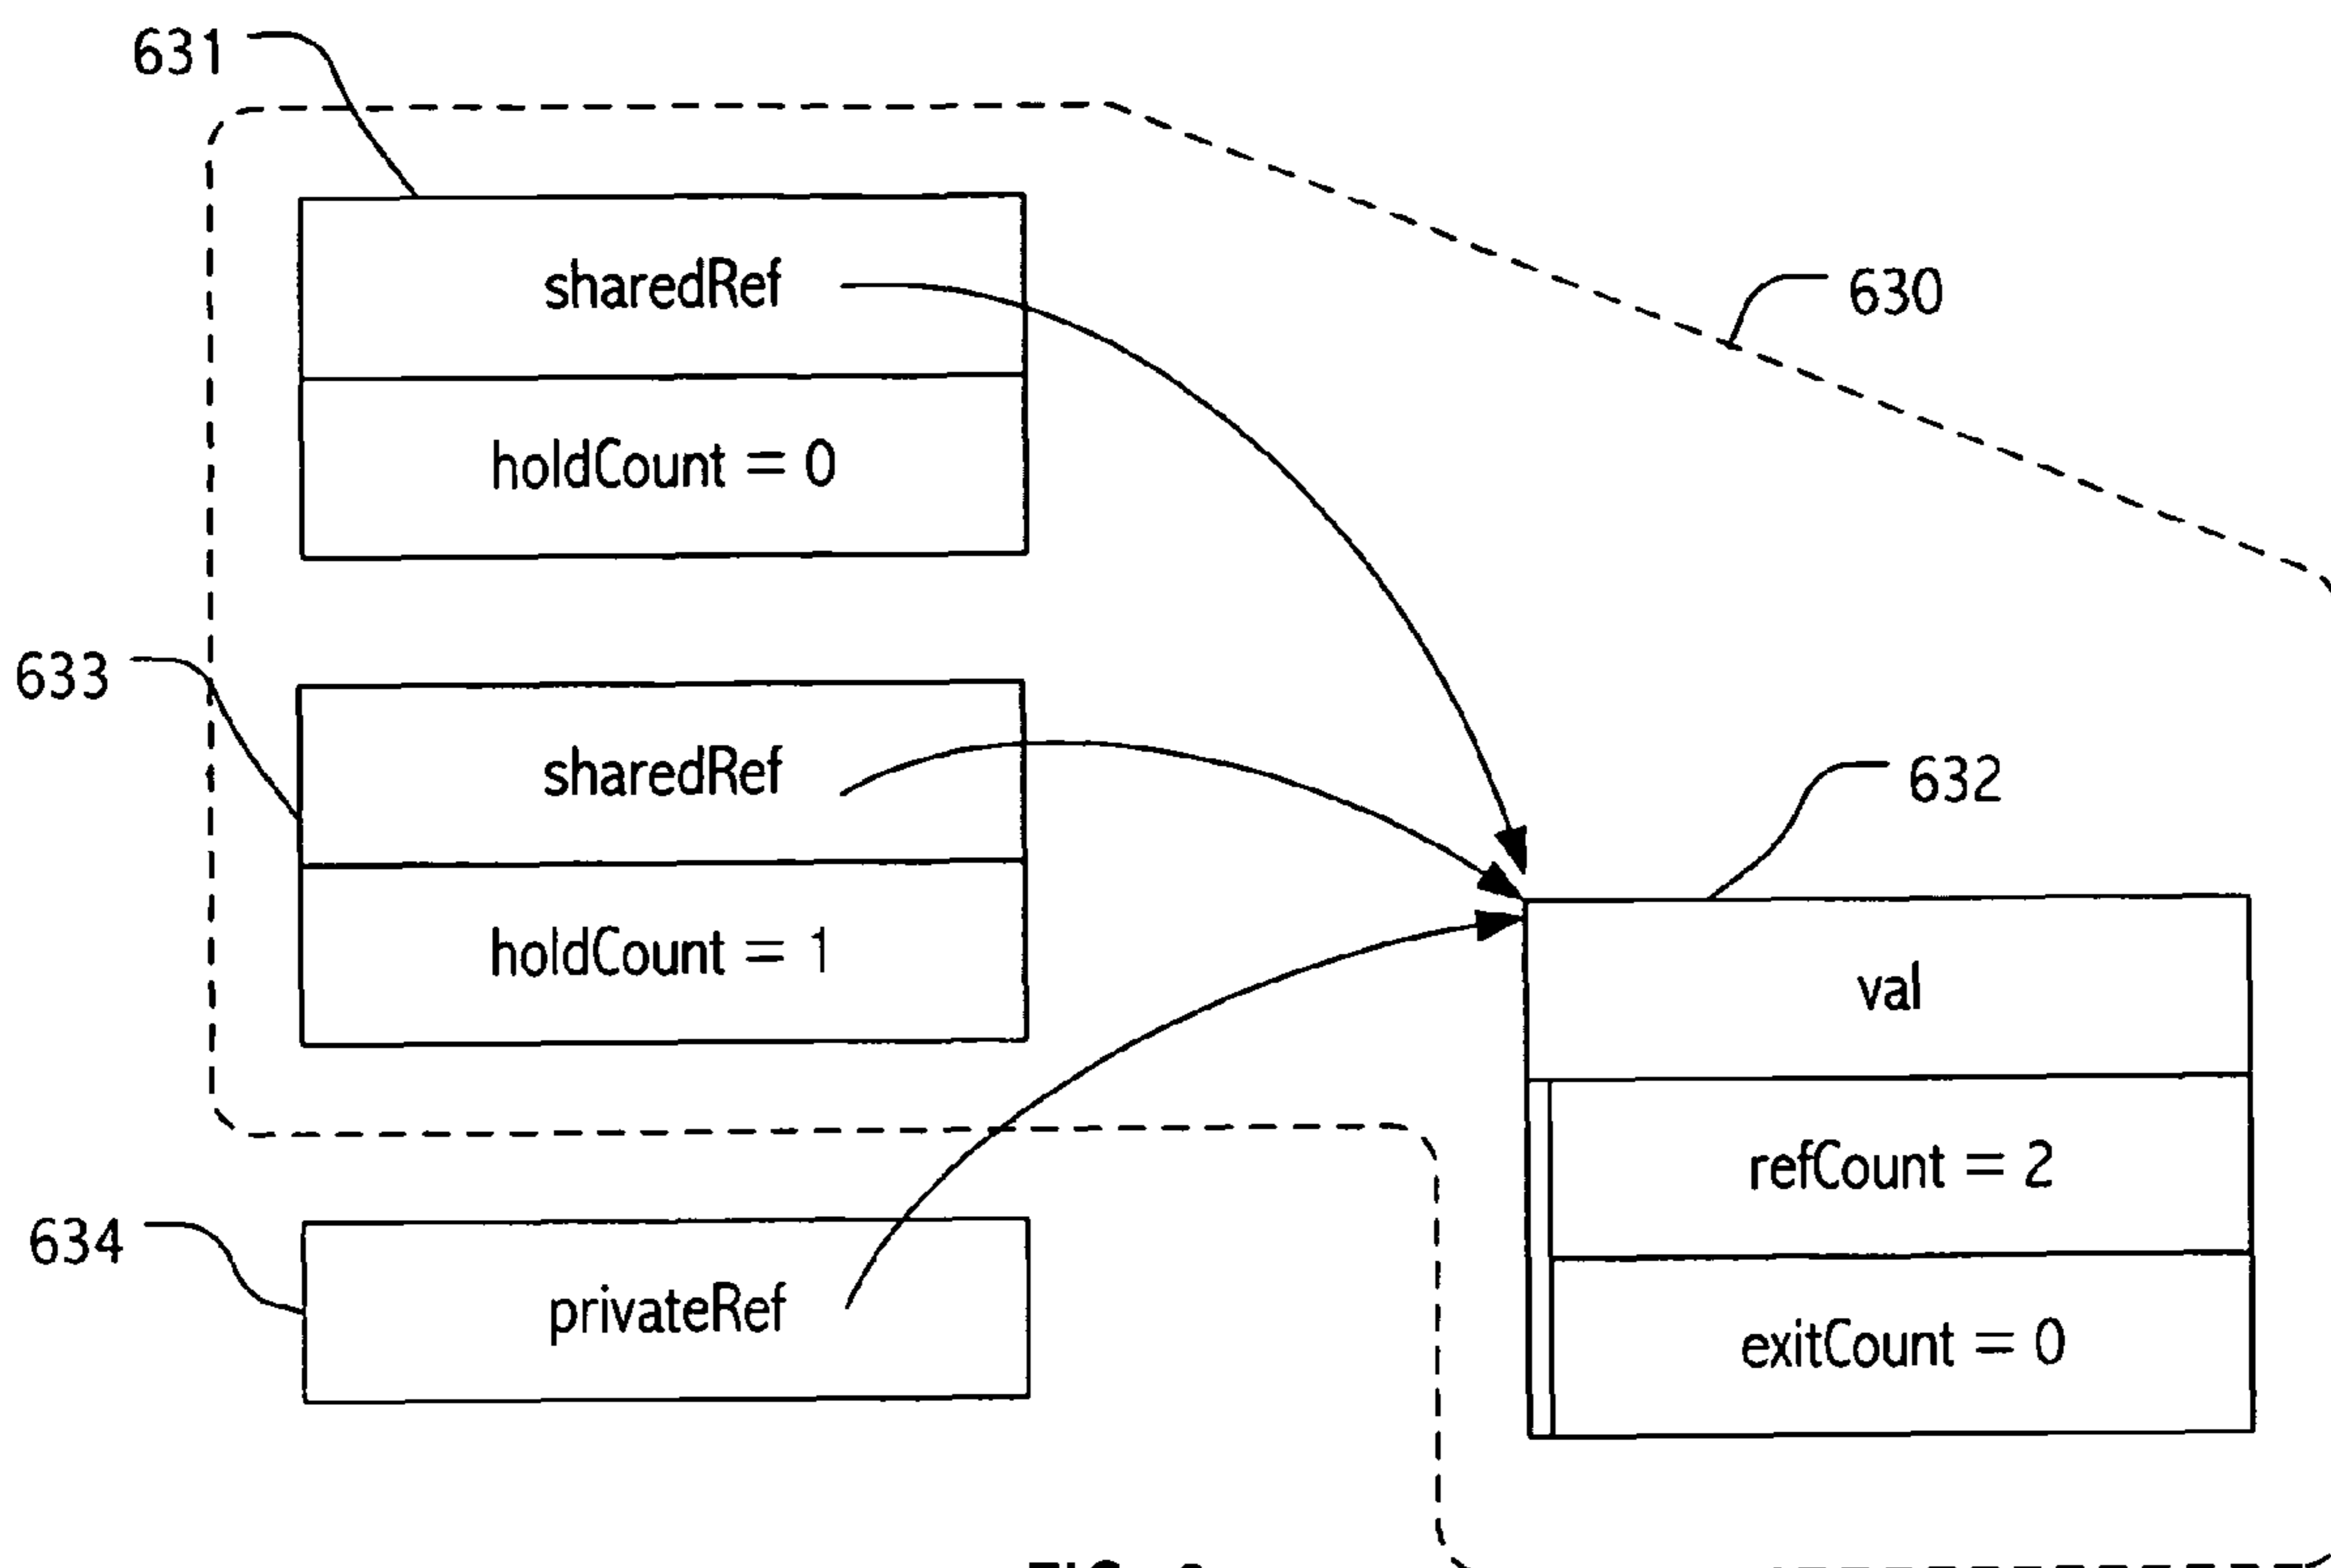 631
sharedRef
630
holdCount = 0
633
sharedRef
632
holdCount = 1
val
refCount = 2
634
privateRef
exitCount = 0